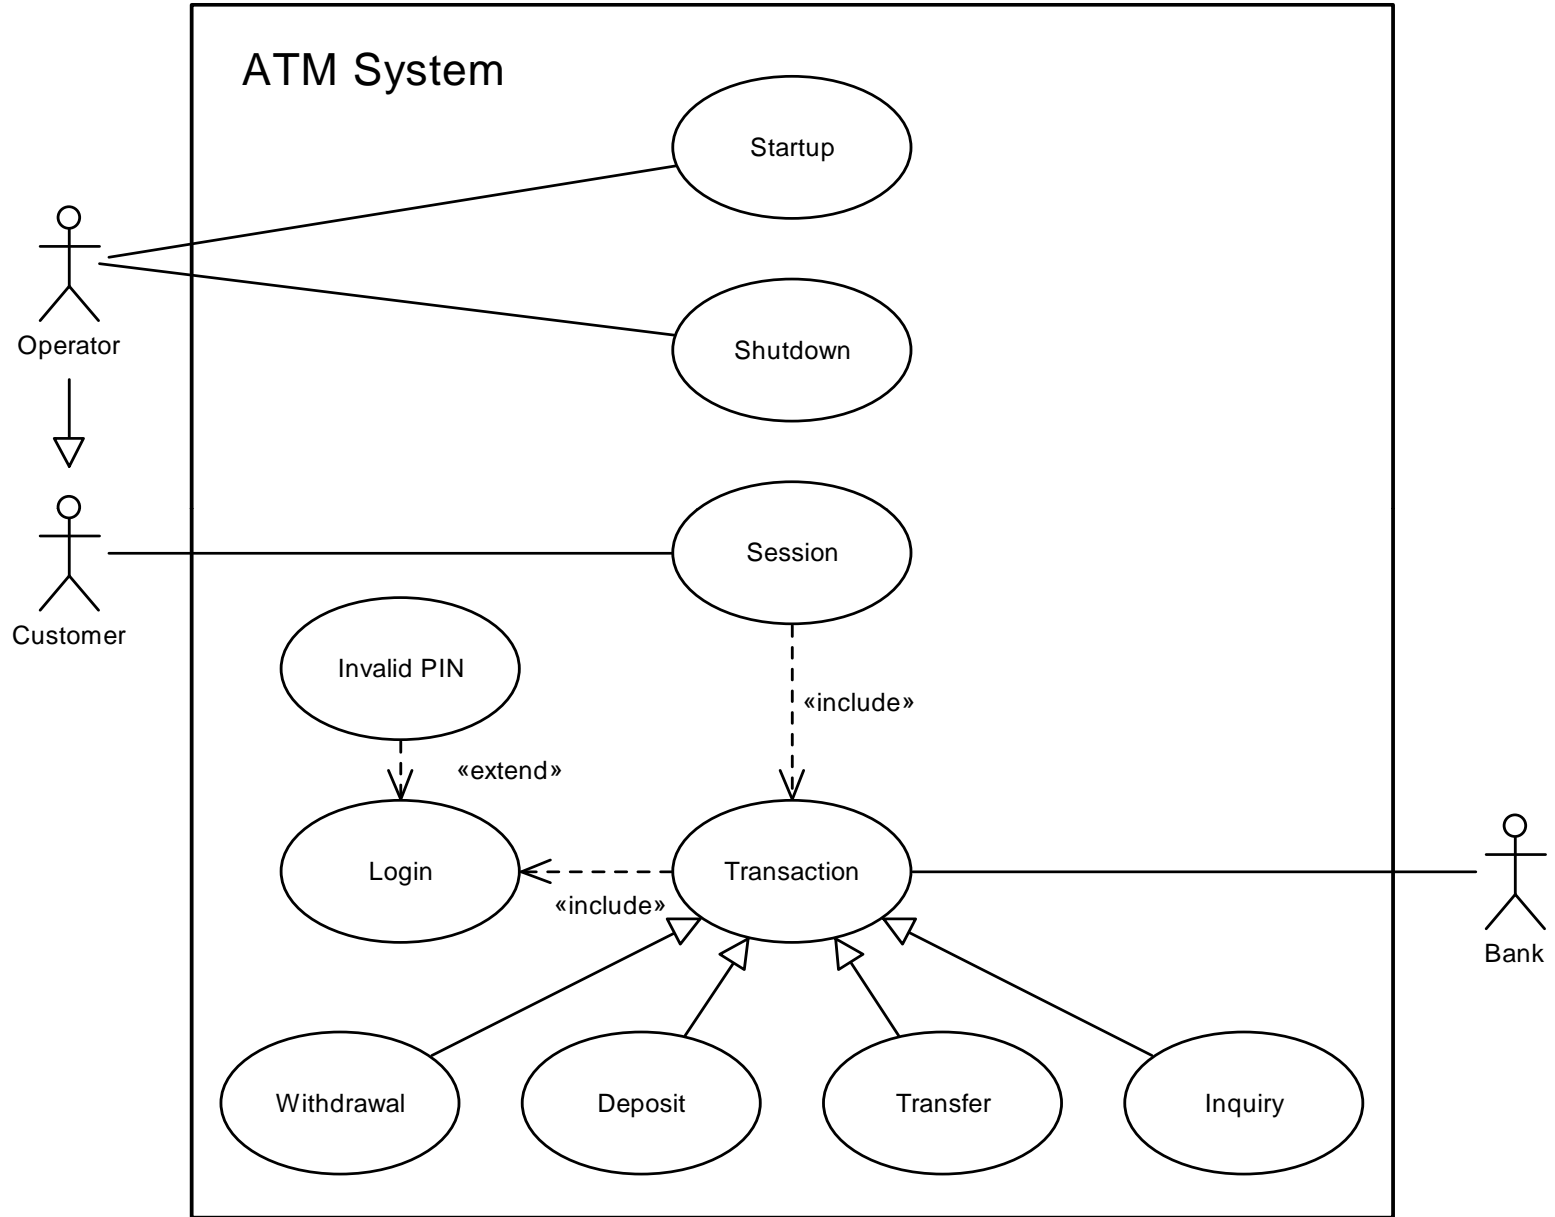 ATM System
Startup
Operator
Shutdown
Session
Customer
Invalid PIN
«include»
«extend»
Login
Transaction
«include»
Bank
Withdrawal
Deposit
Transfer
Inquiry